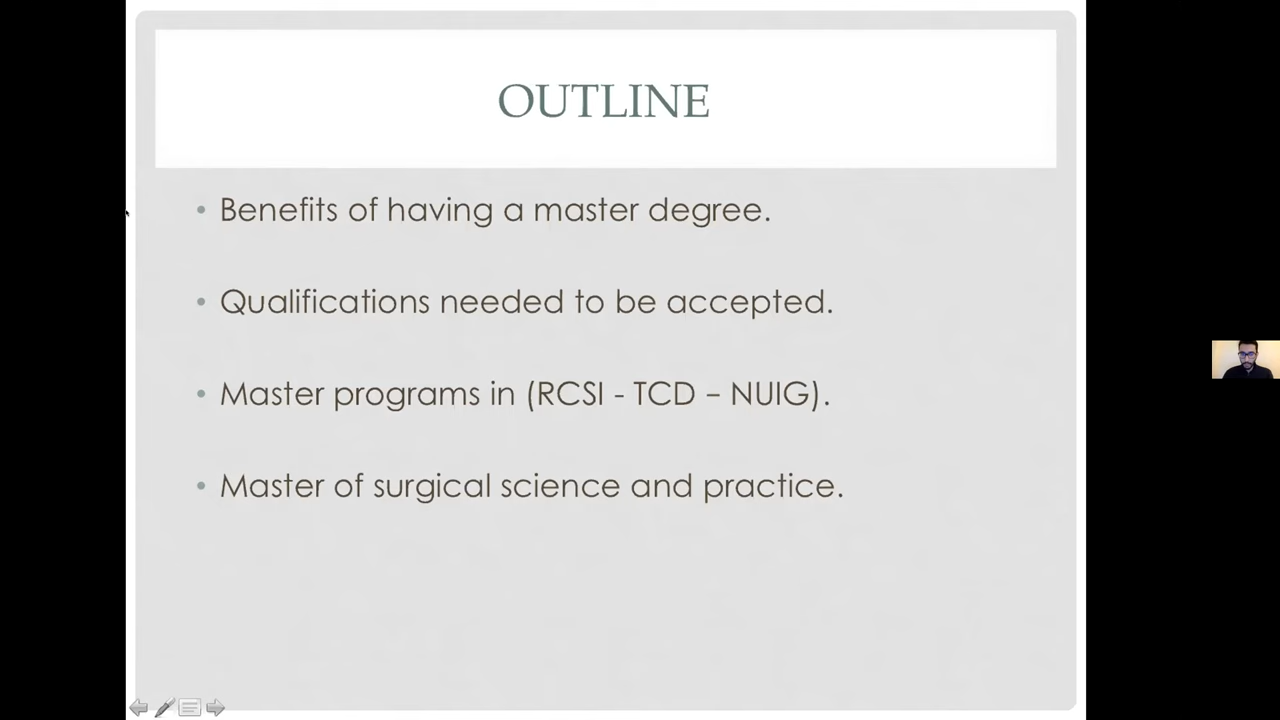 OUTLINE
• Benefits of having a master degree.
• Qualifications needed to be accepted.
• Master programs in (RCSI - TCD – NUIG).
• Master of surgical science and practice.